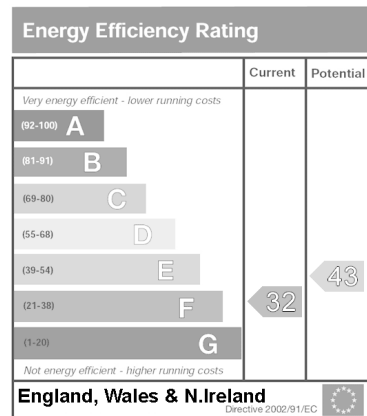 Energy Efficiency Rating
Current Potential
Very energy efficient - lower running costs
(92-100) A
(81-91) B
(69-80) C
(55-68) D
(39-54) E
43
(21-38) F
32
(1-20) G
Not energy efficient - higher running costs
England, Wales & N.Ireland
Directive 2002/91/EC